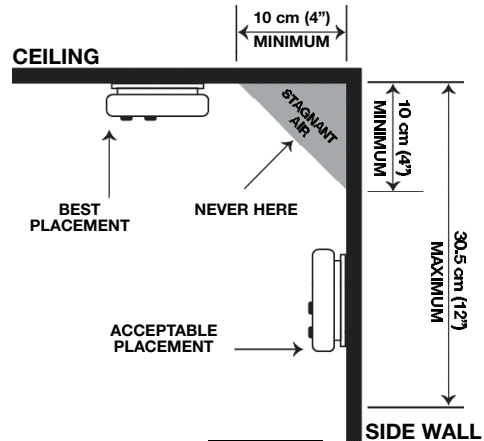 10 cm (4”)
MINIMUM
CEILING
STAGNANT
AIR
10 cm (4”)
MINIMUM
BEST
PLACEMENT
NEVER HERE
30.5 cm (12”)
MAXIMUM
ACCEPTABLE
PLACEMENT
SIDE WALL